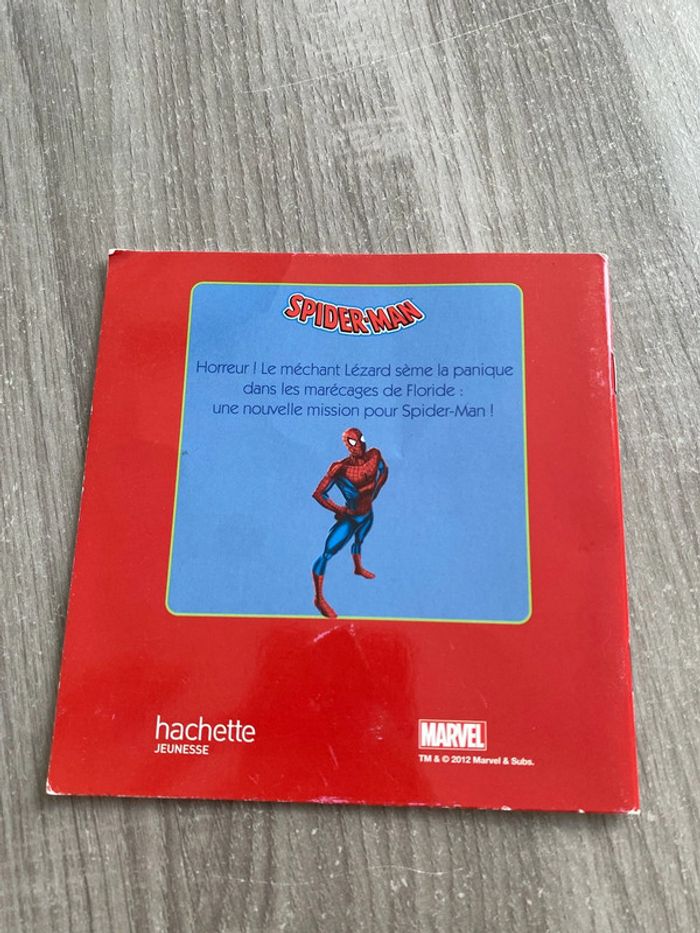 SPIDER-MAN
Horreur ! Le méchant Lézard sème la panique
dans les marécages de Floride :
une nouvelle mission pour Spider-Man !
hachette
JEUNESSE
MARVEL
TM & © 2012 Marvel & Subs.